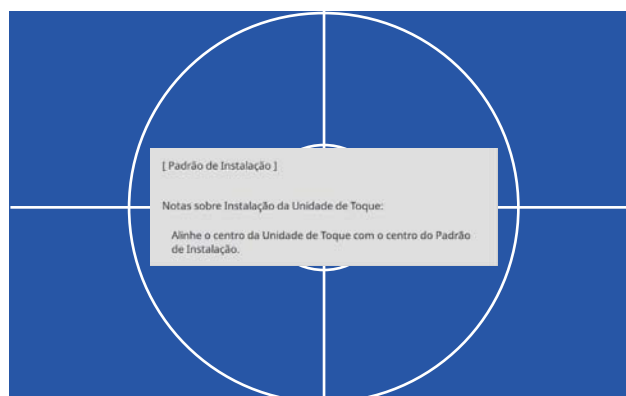 [ Padrão de Instalação ]
Notas sobre Instalação da Unidade de Toque:
Alinhe o centro da Unidade de Toque com o centro do Padrão
de Instalação.